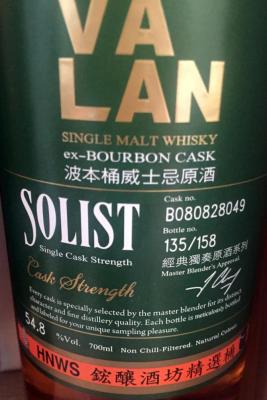 VA
LAN
SINGLE MALT WHISKY
ex-BOURBON CASK
波本桶威士忌原酒
SOLIST
Single Cask Strength
Cask Strength
Cask no.
B080828049
Bottle no.
135/158
經典獨奏原酒系列
Master Blender's Approval.
Every cask is specially selected by the master blender for its distinct
character and fine distillery quality. Each bottle is meticulously bottled
and labeled for your unique sampling pleasure.
54.8 %Vol. 700ml Non Chill-Filtered. Natural Colour.
HNWS 鋐釀酒坊精選桶